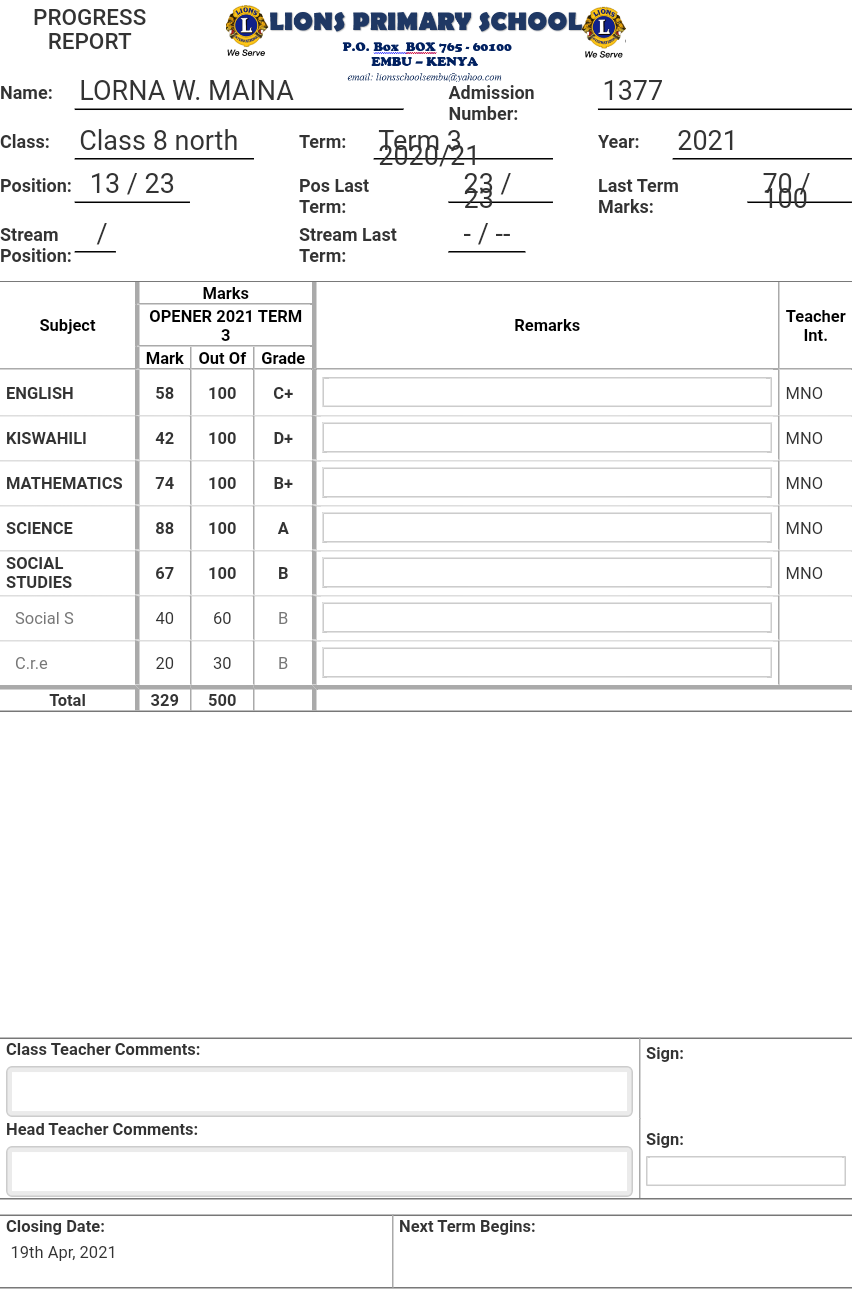 PROGRESS
REPORT
LIONS PRIMARY SCHOOL
We Serve
We Serve
P.O. Box BOX 765 - 60100
EMBU – KENYA
email: lionsschoolsembu@yahoo.com
Name: LORNA W. MAINA Admission Number: 1377
Class: Class 8 north Term: Term 3 2020/21 Year: 2021
Position: 13 / 23 Pos Last Term: 23 / 23 Last Term Marks: 70 / 100
Stream Position: / Stream Last Term: - / --
Subject Marks Remarks Teacher Int.
OPENER 2021 TERM 3
Mark Out Of Grade
ENGLISH 58 100 C+ MNO
KISWAHILI 42 100 D+ MNO
MATHEMATICS 74 100 B+ MNO
SCIENCE 88 100 A MNO
SOCIAL STUDIES 67 100 B MNO
Social S 40 60 B
C.r.e 20 30 B
Total 329 500
Class Teacher Comments: Sign:
Head Teacher Comments: Sign:
Closing Date: Next Term Begins:
19th Apr, 2021